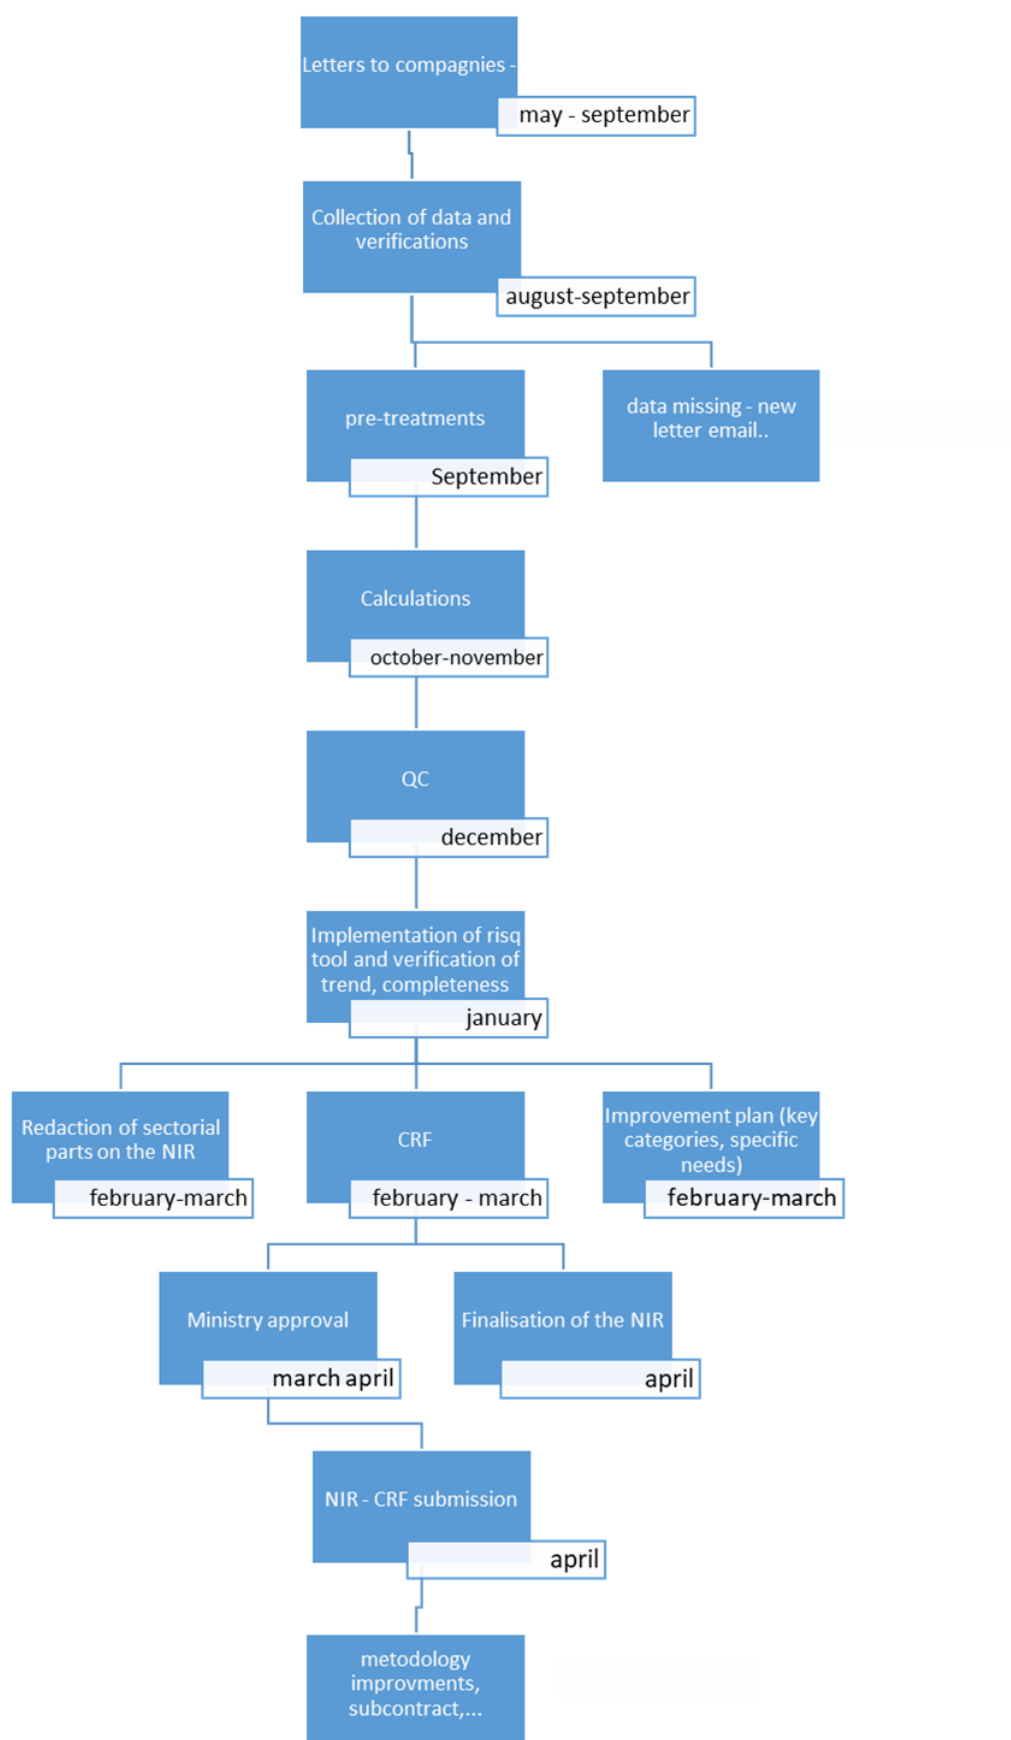 Letters to compagnies -
may - september
Collection of data and
verifications
august-september
pre-treatments
September
data missing - new
letter email..
Calculations
october-november
QC
december
Implementation of risq
tool and verification of
trend, completeness
january
Redaction of sectorial
parts on the NIR
february-march
CRF
february - march
Improvement plan (key
categories, specific
needs)
february-march
Ministry approval
march april
Finalisation of the NIR
april
NIR - CRF submission
april
metodology
improvments,
subcontract,...